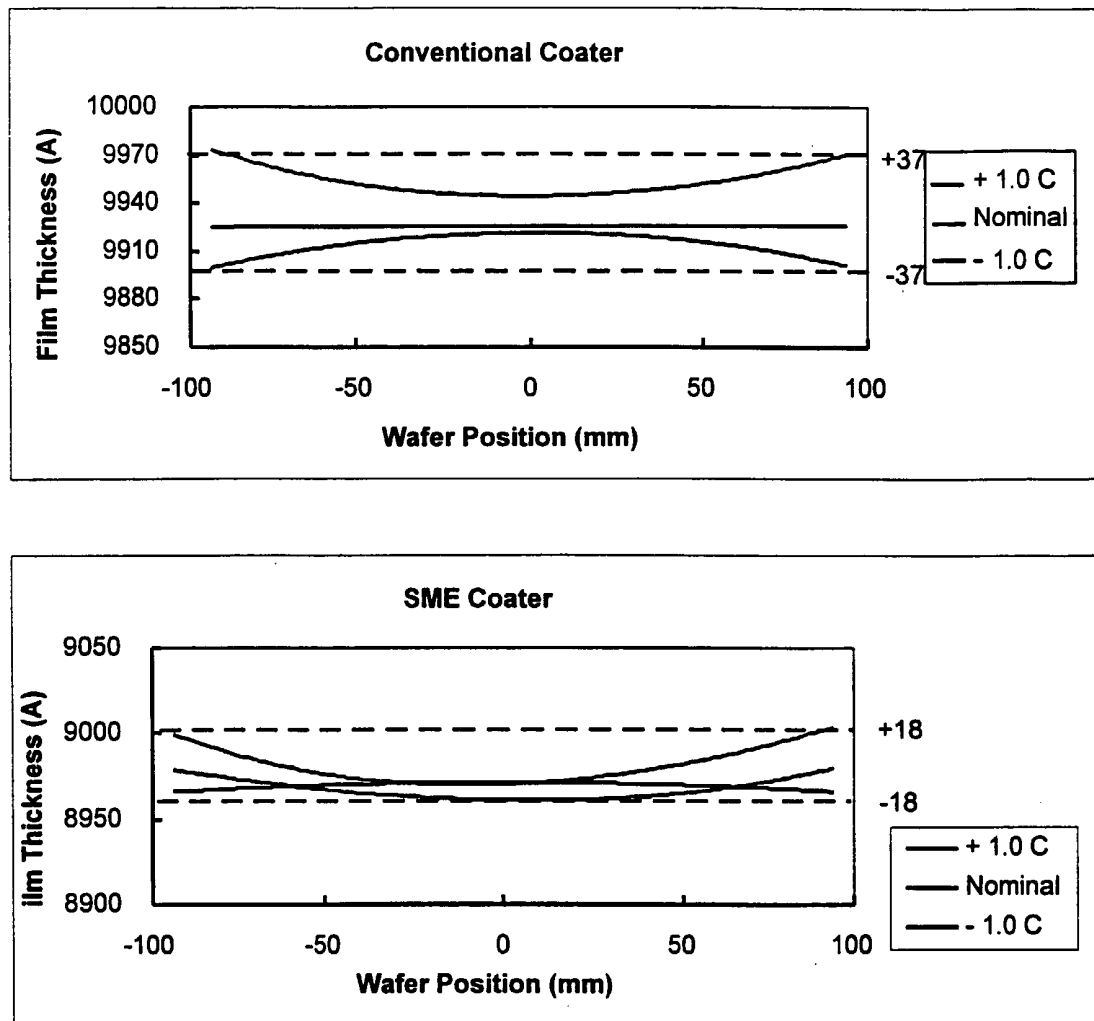 Conventional Coater
10000
9970
9940
9910
9880
9850
Film Thickness (A)
-100
-50
0
50
100
Wafer Position (mm)
+37
-37
+ 1.0 C
Nominal
- 1.0 C
SME Coater
9050
9000
8950
8900
ilm Thickness (A)
-100
-50
0
50
100
Wafer Position (mm)
+18
-18
+ 1.0 C
Nominal
- 1.0 C